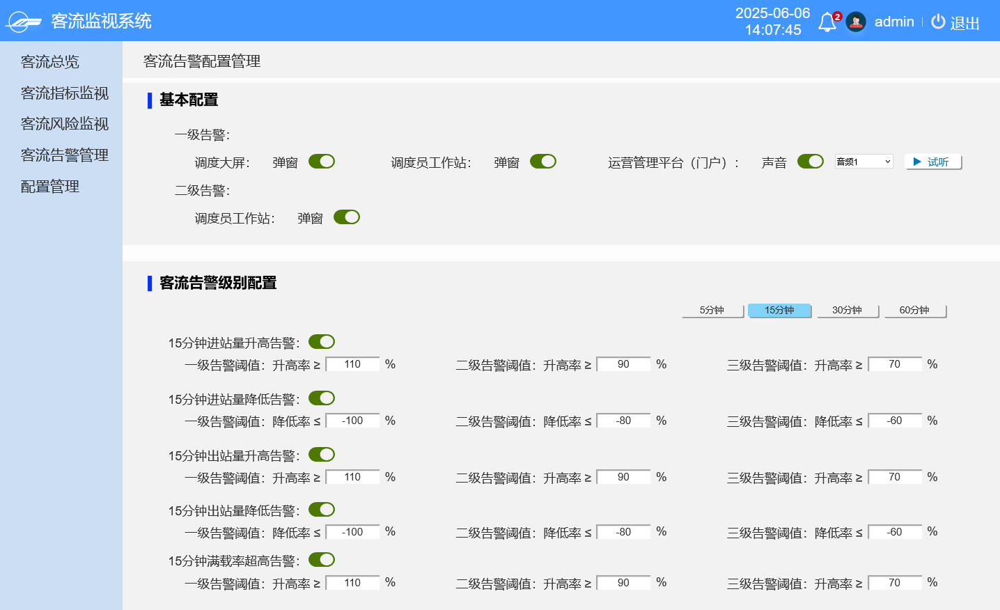 客流监视系统
2025-06-06
14:07:45
2
admin
退出
客流总览
客流指标监视
客流风险监视
客流告警管理
配置管理
客流告警配置管理
基本配置
一级告警：
调度大屏： 弹窗 调度员工作站： 弹窗 运营管理平台（门户）： 声音 音频1 试听
二级告警：
调度员工作站： 弹窗
客流告警级别配置
5分钟 15分钟 30分钟 60分钟
15分钟进站量升高告警：
一级告警阈值：升高率 ≥ 110 % 二级告警阈值：升高率 ≥ 90 % 三级告警阈值：升高率 ≥ 70 %
15分钟进站量降低告警：
一级告警阈值：降低率 ≤ -100 % 二级告警阈值：降低率 ≤ -80 % 三级告警阈值：降低率 ≤ -60 %
15分钟出站量升高告警：
一级告警阈值：升高率 ≥ 110 % 二级告警阈值：升高率 ≥ 90 % 三级告警阈值：升高率 ≥ 70 %
15分钟出站量降低告警：
一级告警阈值：降低率 ≤ -100 % 二级告警阈值：降低率 ≤ -80 % 三级告警阈值：降低率 ≤ -60 %
15分钟满载率超高告警：
一级告警阈值：升高率 ≥ 110 % 二级告警阈值：升高率 ≥ 90 % 三级告警阈值：升高率 ≥ 70 %